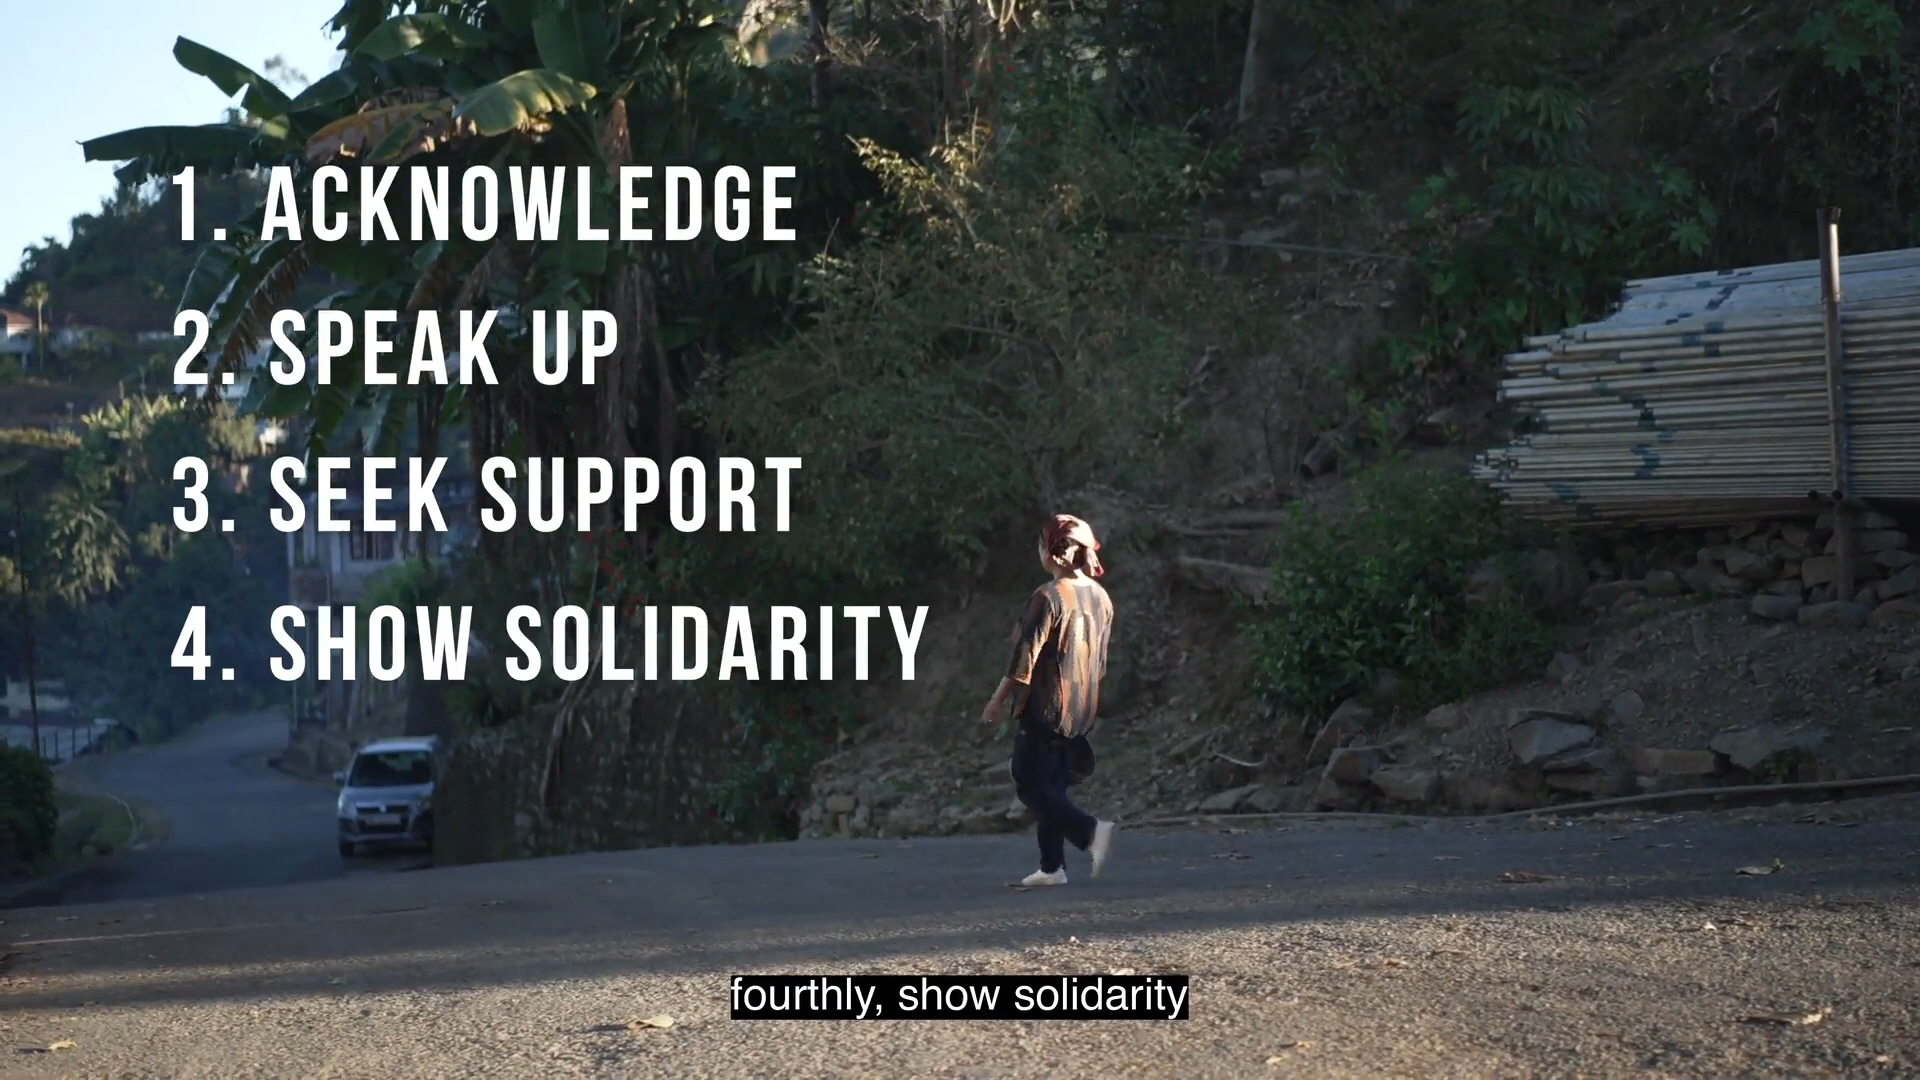 1. ACKNOWLEDGE
2. SPEAK UP
3. SEEK SUPPORT
4. SHOW SOLIDARITY
fourthly, show solidarity